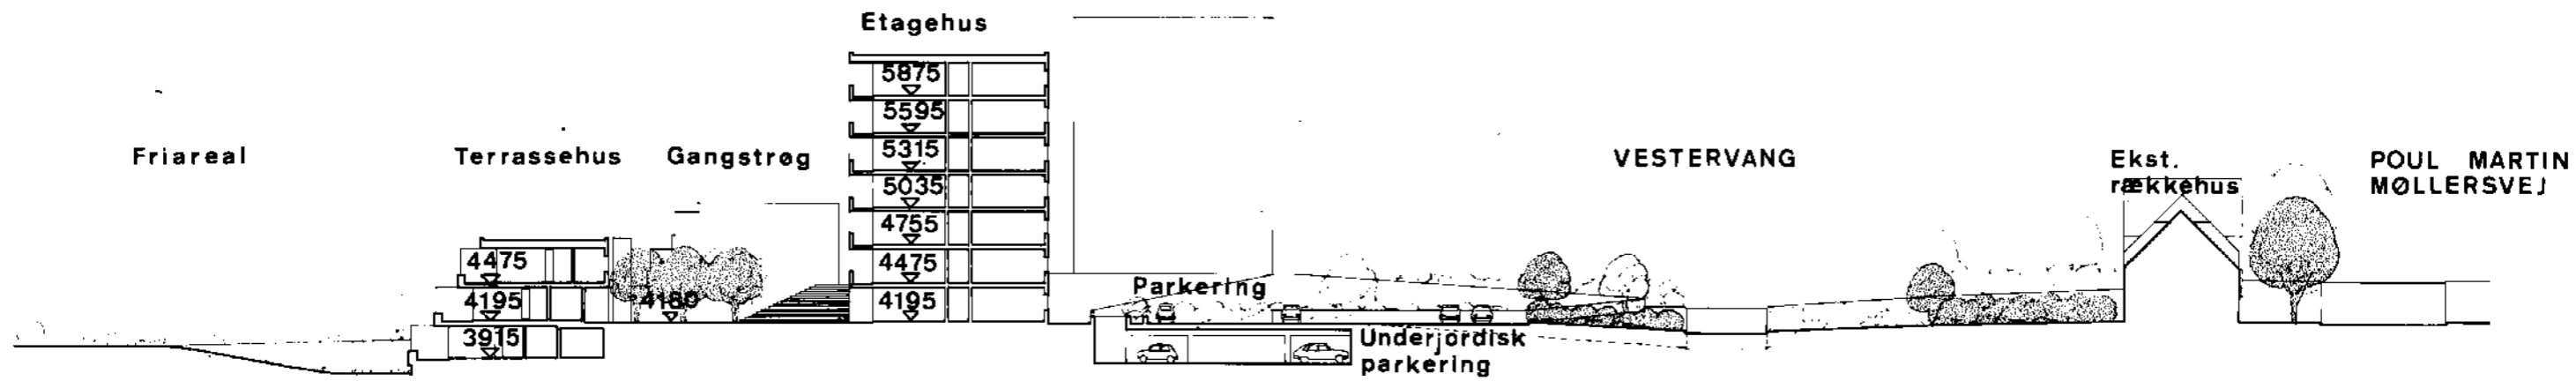 Etagehus
5875
5595
5315
5035
4755
4475
4195
Friareal
Terrassehus
Gangstrøg
4475
4195
4180
3915
Parkering
Underjordisk
parkering
VESTERVANG
Ekst.
rækkehus
POUL MARTIN
MØLLERSVEJ